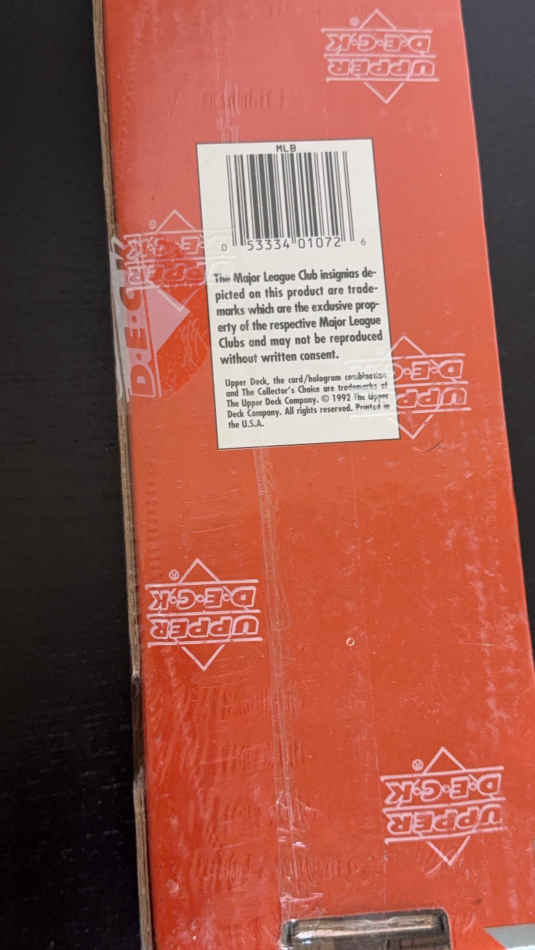 UPPER
D·E·C·K
®
MLB
0 53334 01072 6
The Major League Club insignias de-
picted on this product are trade-
marks which are the exclusive prop-
erty of the respective Major League
Clubs and may not be reproduced
without written consent.
Upper Deck, the card/hologram combination
and The Collector's Choice are trademarks of
The Upper Deck Company. © 1992 The Upper
Deck Company. All rights reserved. Printed in
the U.S.A.
UPPER
D·E·C·K
®
D·E·C·K
UPPER
D·E·C·K
UPPER
D·E·C·K
®
UPPER
D·E·C·K
®